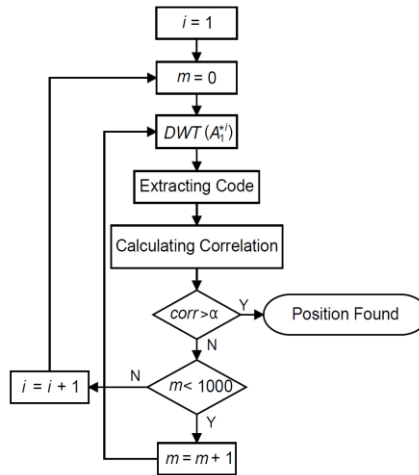 i = 1
m = 0
DWT (A₁*ⁱ)
Extracting Code
Calculating Correlation
corr > α
Y
Position Found
N
m < 1000
N
i = i + 1
Y
m = m + 1